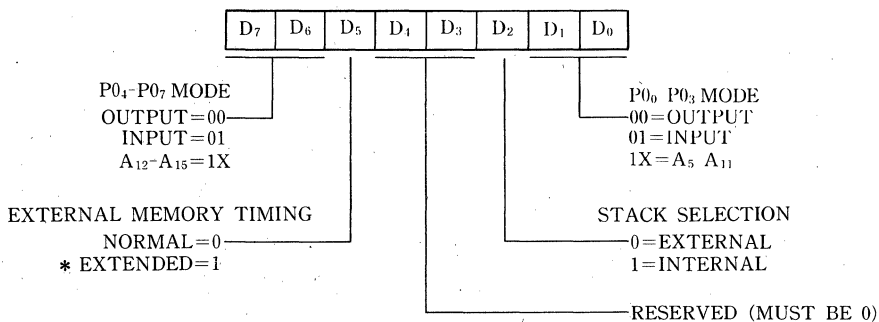 D₇ D₆ D₅ D₄ D₃ D₂ D₁ D₀
P0₄-P0₇ MODE
OUTPUT=00
INPUT=01
A₁₂-A₁₅=1X
P0₀ P0₃ MODE
00=OUTPUT
01=INPUT
1X=A₅ A₁₁
EXTERNAL MEMORY TIMING
NORMAL=0
* EXTENDED=1
STACK SELECTION
0=EXTERNAL
1=INTERNAL
RESERVED (MUST BE 0)